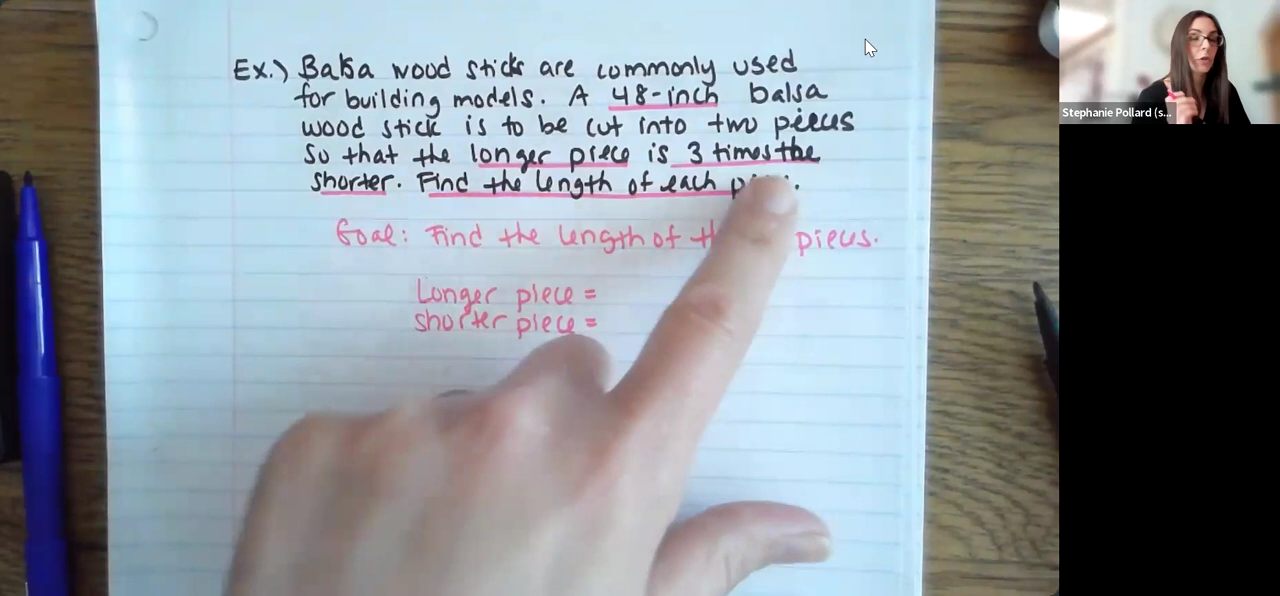 Ex.) Balsa wood sticks are commonly used
for building models. A 48-inch balsa
wood stick is to be cut into two pieces
So that the longer piece is 3 times the
shorter. Find the length of each
Goal: Find the length of pieces.
Longer piece =
shorter piece =
Stephanie Pollard (s...